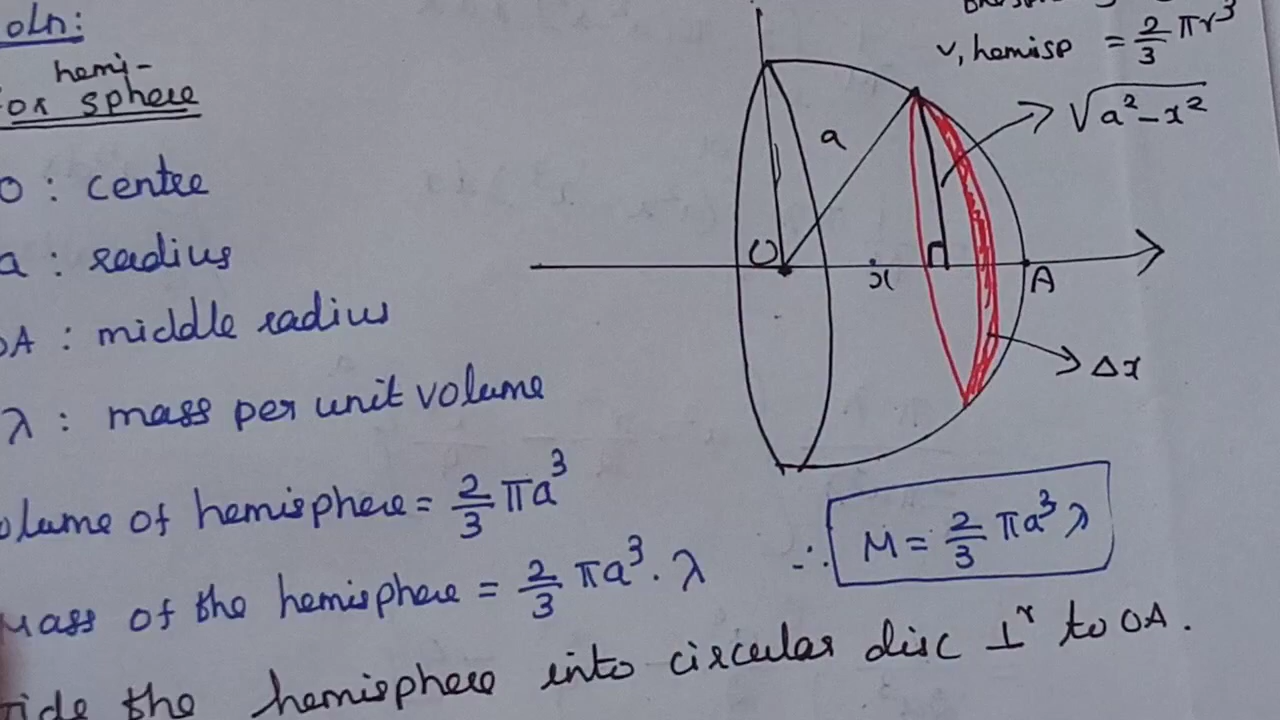 oln:
hemi-
or sphere
O : centre
a : radius
OA : middle radius
λ : mass per unit volume
olume of hemisphere = 2/3 πa³
Mass of the hemisphere = 2/3 πa³. λ
∴ M = 2/3 πa³ λ
ide the hemisphere into circular disc ⊥ʳ to OA.
v, hemisp = 2/3 πr³
√a²-x²
a
O
x
A
Δx